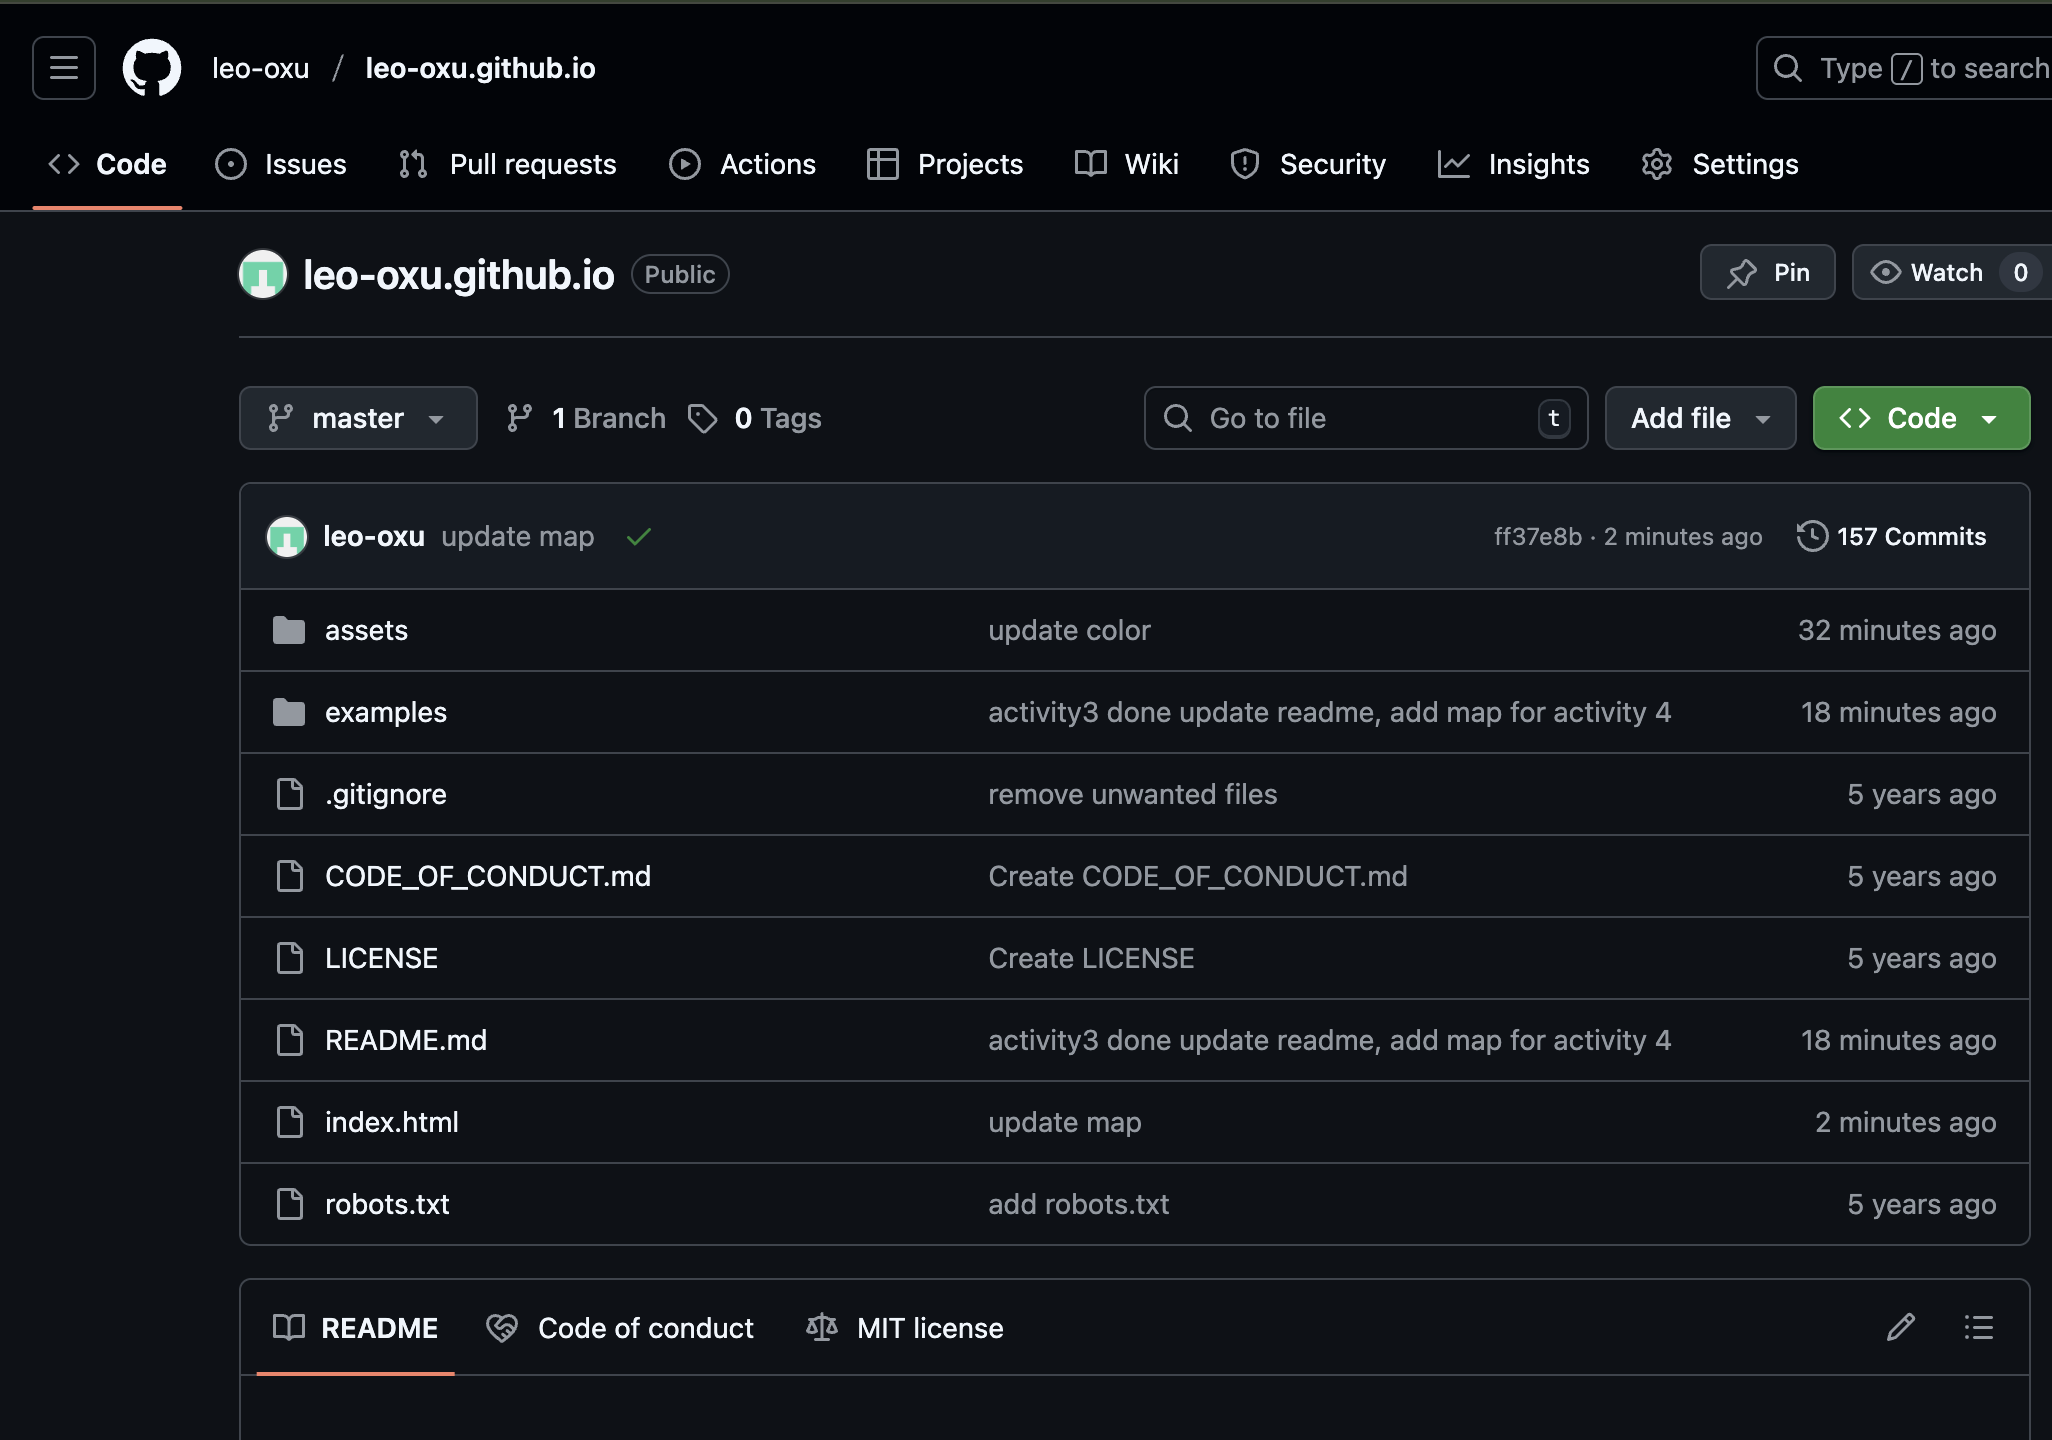 leo-oxu / leo-oxu.github.io Type / to search
Code Issues Pull requests Actions Projects Wiki Security Insights Settings
leo-oxu.github.io Public Pin Watch 0
master 1 Branch 0 Tags Go to file t Add file Code
leo-oxu update map ff37e8b · 2 minutes ago 157 Commits
assets update color 32 minutes ago
examples activity3 done update readme, add map for activity 4 18 minutes ago
.gitignore remove unwanted files 5 years ago
CODE_OF_CONDUCT.md Create CODE_OF_CONDUCT.md 5 years ago
LICENSE Create LICENSE 5 years ago
README.md activity3 done update readme, add map for activity 4 18 minutes ago
index.html update map 2 minutes ago
robots.txt add robots.txt 5 years ago
README Code of conduct MIT license